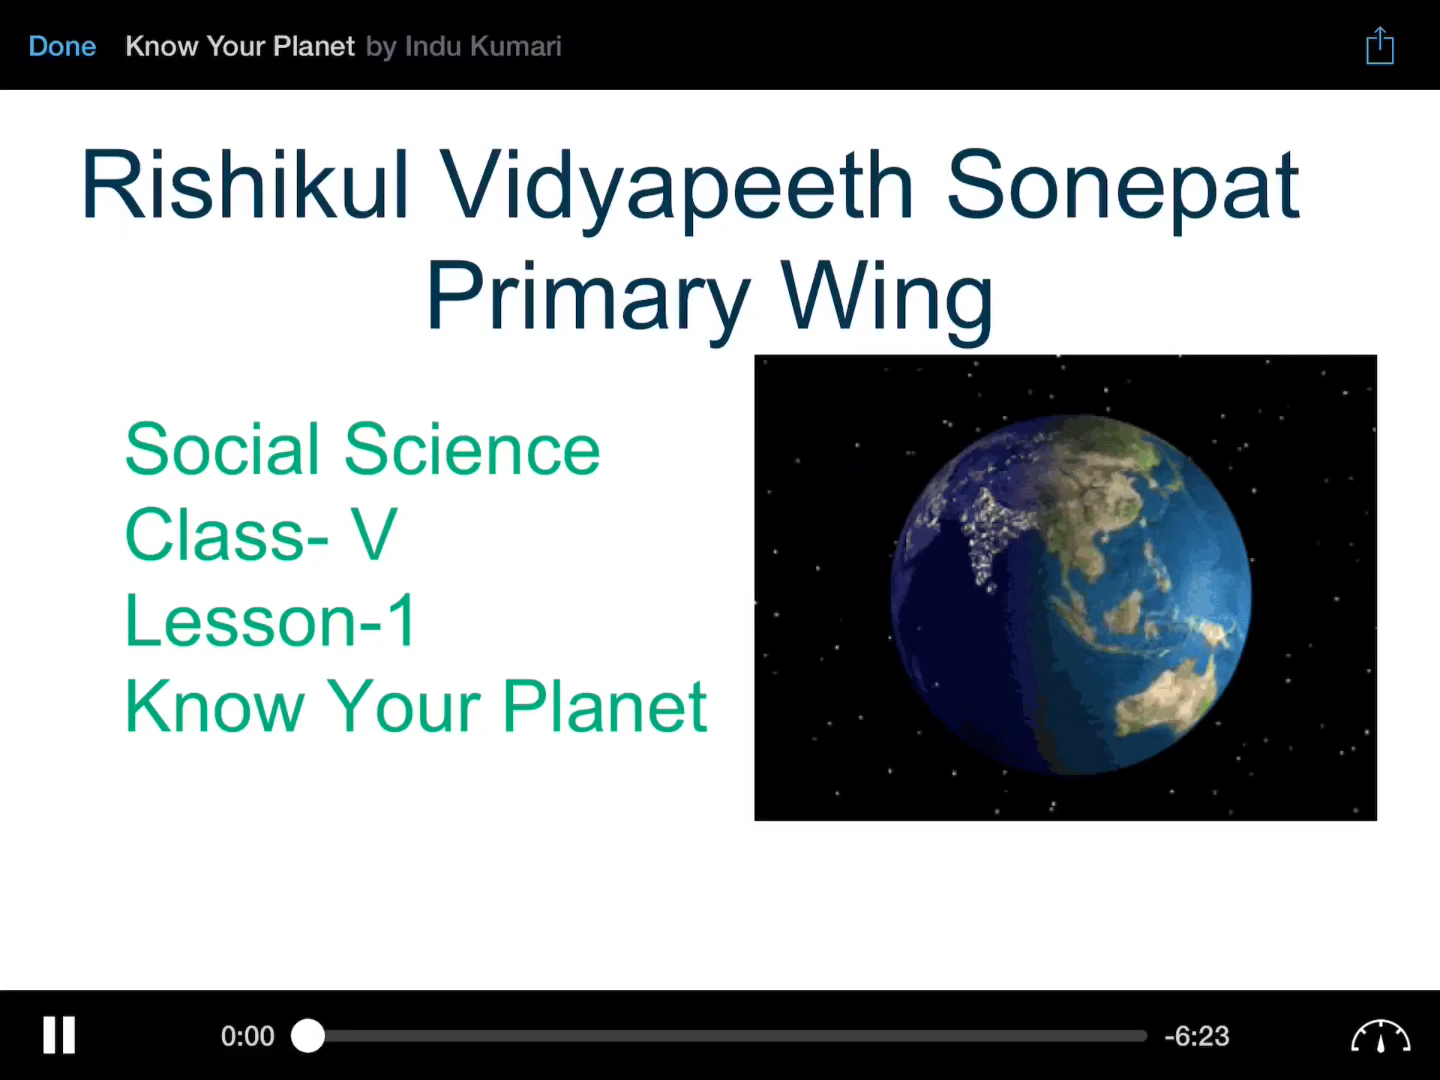 Done Know Your Planet by Indu Kumari
Rishikul Vidyapeeth Sonepat
Primary Wing
Social Science
Class- V
Lesson-1
Know Your Planet
0:00 -6:23